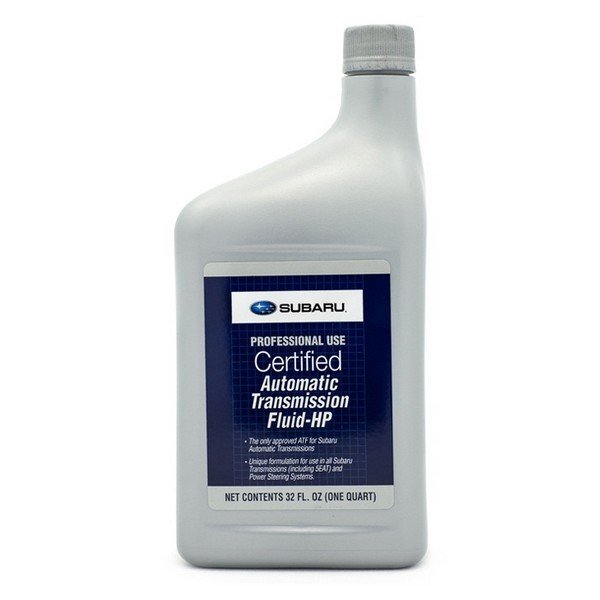 SUBARU®
PROFESSIONAL USE
Certified
Automatic
Transmission
Fluid-HP
• The only approved ATF for Subaru
Automatic Transmissions
• Unique formulation for use in all Subaru
Transmissions (including 5EAT) and
Power Steering Systems.
NET CONTENTS 32 FL. OZ (ONE QUART)